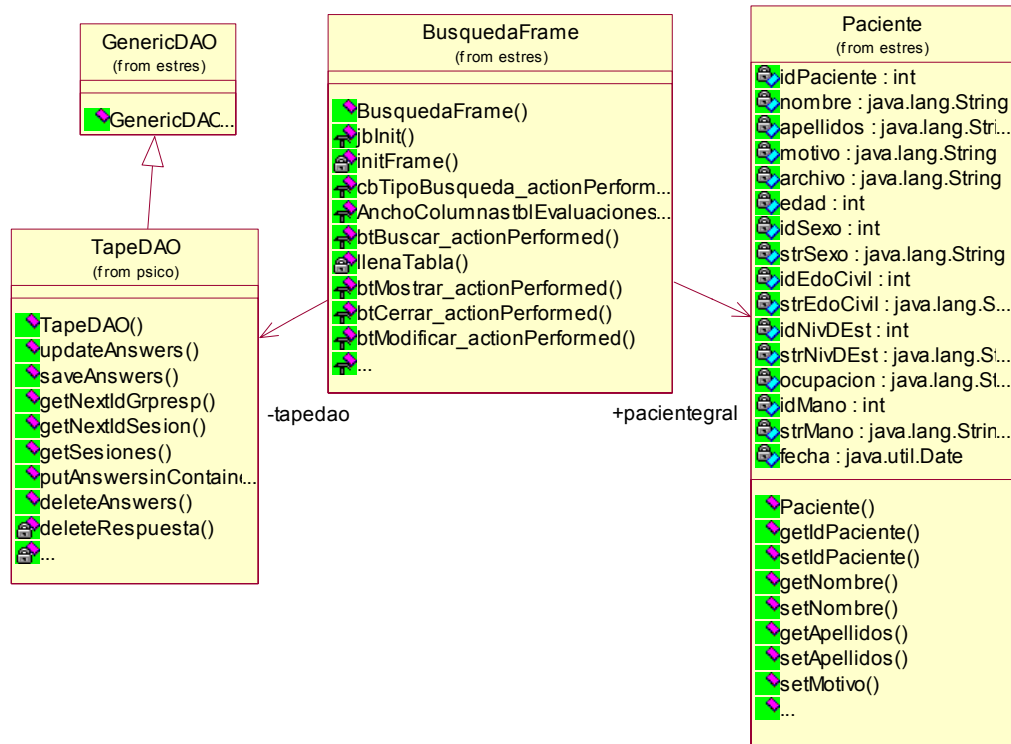 GenericDAO
(from estres)
GenericDAC...
TapeDAO
(from psico)
TapeDAO()
updateAnswers()
saveAnswers()
getNextIdGrpresp()
getNextIdSesion()
getSesiones()
putAnswersinContain...
deleteAnswers()
deleteRespuesta()
...
BusquedaFrame
(from estres)
BusquedaFrame()
jbInit()
initFrame()
cbTipoBusqueda_actionPerform...
AnchoColumnastblEvaluaciones...
btBuscar_actionPerformed()
llenaTabla()
btMostrar_actionPerformed()
btCerrar_actionPerformed()
btModificar_actionPerformed()
...
-tapedao
+pacientegral
Paciente
(from estres)
idPaciente : int
nombre : java.lang.String
apellidos : java.lang.Stri...
motivo : java.lang.String
archivo : java.lang.String
edad : int
idSexo : int
strSexo : java.lang.String
idEdoCivil : int
strEdoCivil : java.lang.S...
idNivDEst : int
strNivDEst : java.lang.St...
ocupacion : java.lang.St...
idMano : int
strMano : java.lang.Strin...
fecha : java.util.Date
Paciente()
getIdPaciente()
setIdPaciente()
getNombre()
setNombre()
getApellidos()
setApellidos()
setMotivo()
...